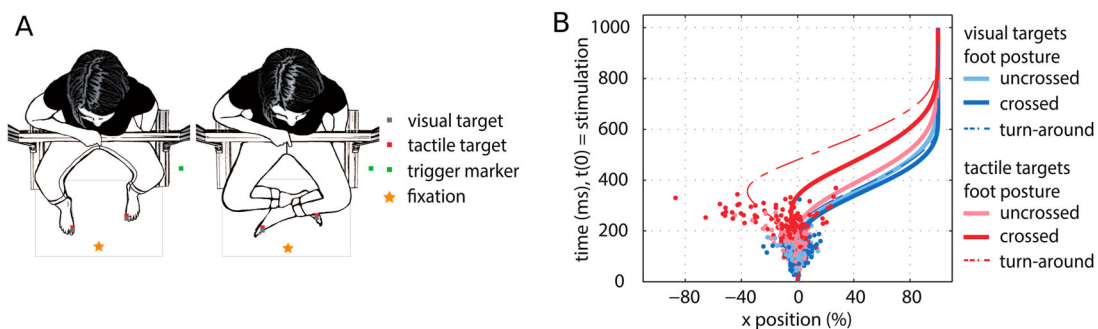 A
visual target
tactile target
trigger marker
fixation
B
1000
800
600
400
200
0
time (ms), t(0) = stimulation
−80
−40
0
40
80
x position (%)
visual targets
foot posture
uncrossed
crossed
turn-around
tactile targets
foot posture
uncrossed
crossed
turn-around